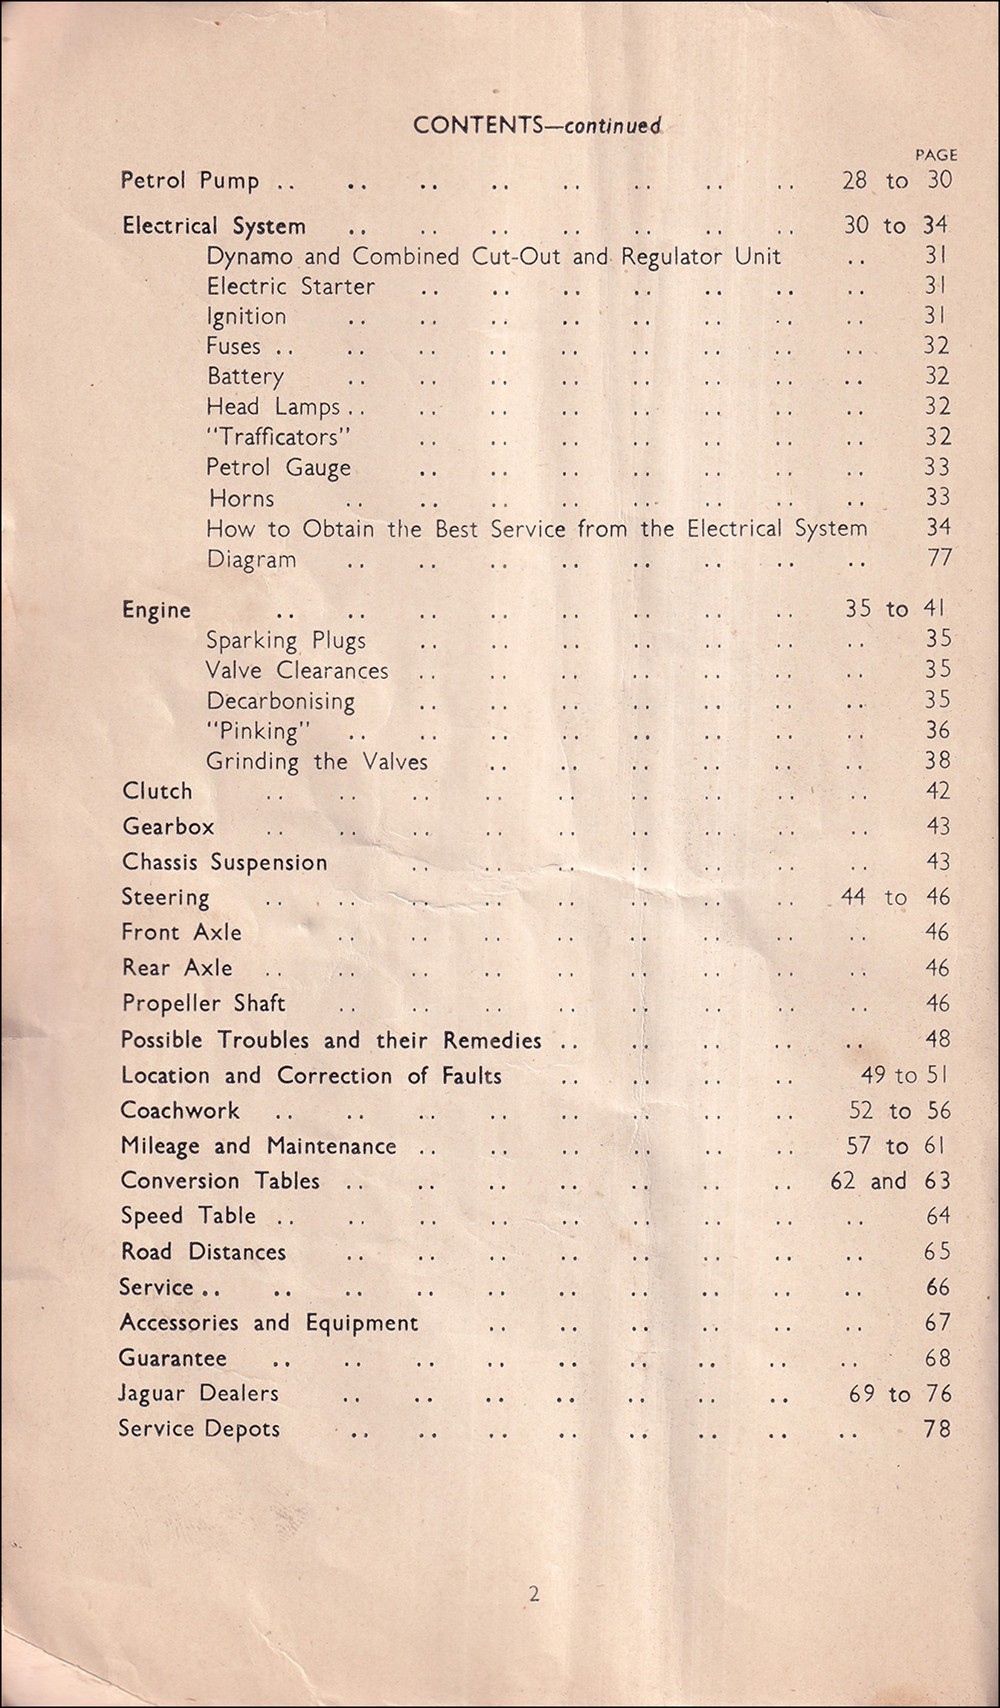 CONTENTS—continued
PAGE
Petrol Pump .. .. .. .. .. .. .. .. 28 to 30
Electrical System .. .. .. .. .. .. .. 30 to 34
Dynamo and Combined Cut-Out and Regulator Unit .. 31
Electric Starter .. .. .. .. .. .. .. 31
Ignition .. .. .. .. .. .. .. .. 31
Fuses .. .. .. .. .. .. .. .. .. 32
Battery .. .. .. .. .. .. .. .. 32
Head Lamps .. .. .. .. .. .. .. .. 32
"Trafficators" .. .. .. .. .. .. .. 32
Petrol Gauge .. .. .. .. .. .. .. 33
Horns .. .. .. .. .. .. .. .. 33
How to Obtain the Best Service from the Electrical System 34
Diagram .. .. .. .. .. .. .. .. 77
Engine .. .. .. .. .. .. .. .. 35 to 41
Sparking Plugs .. .. .. .. .. .. .. 35
Valve Clearances .. .. .. .. .. .. .. 35
Decarbonising .. .. .. .. .. .. .. 35
"Pinking" .. .. .. .. .. .. .. .. 36
Grinding the Valves .. .. .. .. .. .. 38
Clutch .. .. .. .. .. .. .. .. .. 42
Gearbox .. .. .. .. .. .. .. .. .. 43
Chassis Suspension .. .. .. .. .. .. .. 43
Steering .. .. .. .. .. .. .. .. 44 to 46
Front Axle .. .. .. .. .. .. .. .. 46
Rear Axle .. .. .. .. .. .. .. .. .. 46
Propeller Shaft .. .. .. .. .. .. .. .. 46
Possible Troubles and their Remedies .. .. .. .. .. 48
Location and Correction of Faults .. .. .. .. 49 to 51
Coachwork .. .. .. .. .. .. .. .. 52 to 56
Mileage and Maintenance .. .. .. .. .. .. 57 to 61
Conversion Tables .. .. .. .. .. .. .. 62 and 63
Speed Table .. .. .. .. .. .. .. .. .. 64
Road Distances .. .. .. .. .. .. .. .. 65
Service .. .. .. .. .. .. .. .. .. .. 66
Accessories and Equipment .. .. .. .. .. .. 67
Guarantee .. .. .. .. .. .. .. .. .. 68
Jaguar Dealers .. .. .. .. .. .. .. 69 to 76
Service Depots .. .. .. .. .. .. .. .. 78
2